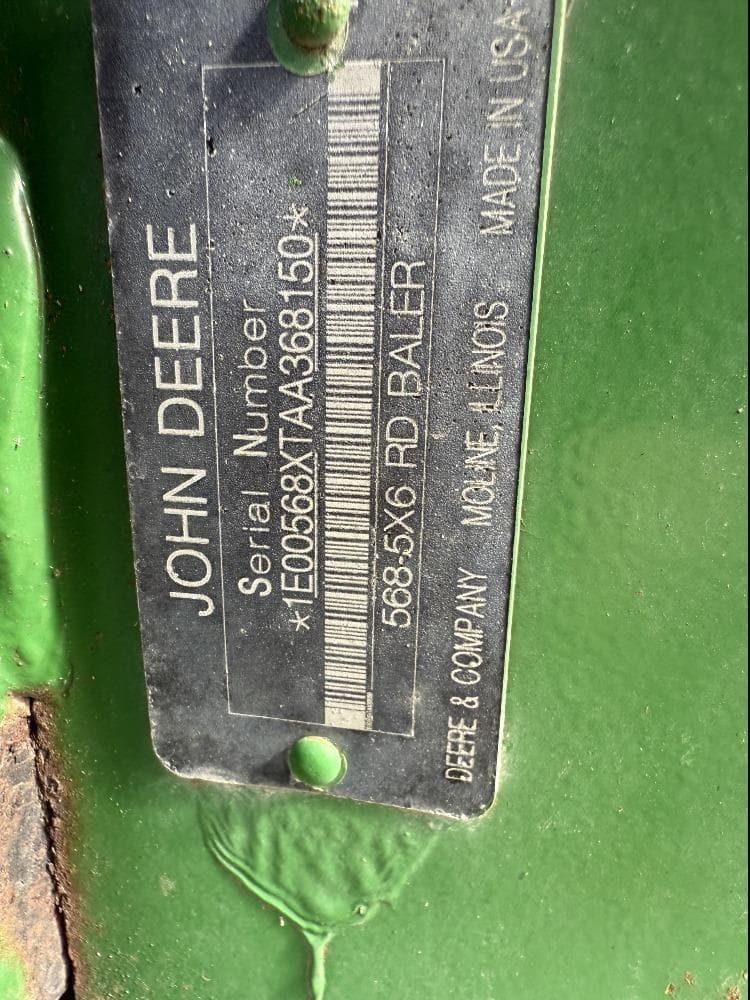 JOHN DEERE
Serial Number
*1E00568XTAA368150*
568-5X6 RD BALER
DEERE & COMPANY MOLINE, ILLINOIS MADE IN USA